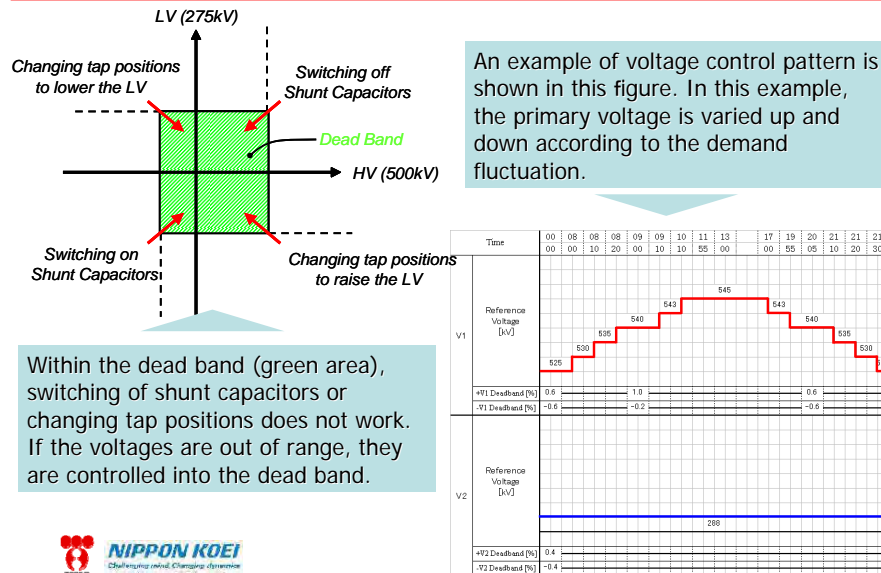 LV (275kV)
Changing tap positions
to lower the LV
Switching off
Shunt Capacitors
Dead Band
HV (500kV)
Switching on
Shunt Capacitors
Changing tap positions
to raise the LV
Within the dead band (green area),
switching of shunt capacitors or
changing tap positions does not work.
If the voltages are out of range, they
are controlled into the dead band.
NIPPON KOEI
Challenging mind, Changing dynamics
An example of voltage control pattern is
shown in this figure. In this example,
the primary voltage is varied up and
down according to the demand
fluctuation.
Time 00 08 08 08 09 09 10 11 13 17 19 20 21 21 21
00 00 10 20 00 10 10 55 00 00 55 05 10 20 30
V1
Reference
Voltage
[kV]
525 530 535 540 543 545 543 540 535 530
+V1 Deadband [%] 0.6 1.0 0.6
-V1 Deadband [%] -0.6 -0.2 -0.6
V2
Reference
Voltage
[kV]
288
+V2 Deadband [%] 0.4
-V2 Deadband [%] -0.4